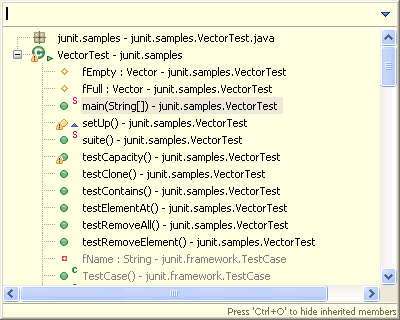 junit.samples - junit.samples.VectorTest.java
VectorTest - junit.samples
fEmpty : Vector - junit.samples.VectorTest
fFull : Vector - junit.samples.VectorTest
S main(String[]) - junit.samples.VectorTest
setUp() - junit.samples.VectorTest
S suite() - junit.samples.VectorTest
testCapacity() - junit.samples.VectorTest
testClone() - junit.samples.VectorTest
testContains() - junit.samples.VectorTest
testElementAt() - junit.samples.VectorTest
testRemoveAll() - junit.samples.VectorTest
testRemoveElement() - junit.samples.VectorTest
fName : String - junit.framework.TestCase
C TestCase() - junit.framework.TestCase
Press 'Ctrl+O' to hide inherited members